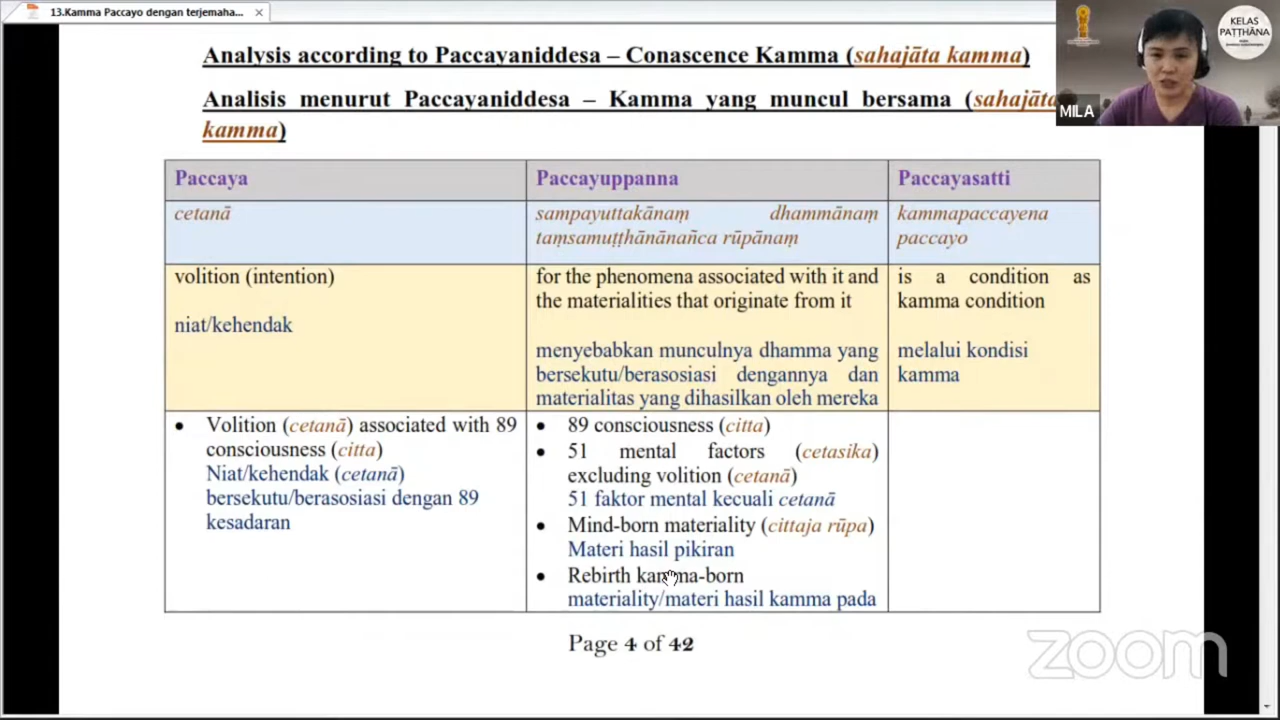 13.Kamma Paccayo dengan terjemaha...
KELAS
PAṬṬHĀNA
MILA
Analysis according to Paccayaniddesa – Conascence Kamma (sahajāta kamma)
Analisis menurut Paccayaniddesa – Kamma yang muncul bersama (sahajāta
kamma)
Paccaya
Paccayuppanna
Paccayasatti
cetanā
sampayuttakānaṃ dhammānaṃ
taṃsamuṭṭhānānañca rūpānaṃ
kammapaccayena
paccayo
volition (intention)
niat/kehendak
for the phenomena associated with it and
the materialities that originate from it
menyebabkan munculnya dhamma yang
bersekutu/berasosiasi dengannya dan
materialitas yang dihasilkan oleh mereka
is a condition as
kamma condition
melalui kondisi
kamma
• Volition (cetanā) associated with 89
consciousness (citta)
Niat/kehendak (cetanā)
bersekutu/berasosiasi dengan 89
kesadaran
• 89 consciousness (citta)
• 51 mental factors (cetasika)
excluding volition (cetanā)
51 faktor mental kecuali cetanā
• Mind-born materiality (cittaja rūpa)
Materi hasil pikiran
• Rebirth kamma-born
materiality/materi hasil kamma pada
Page 4 of 42
zoom